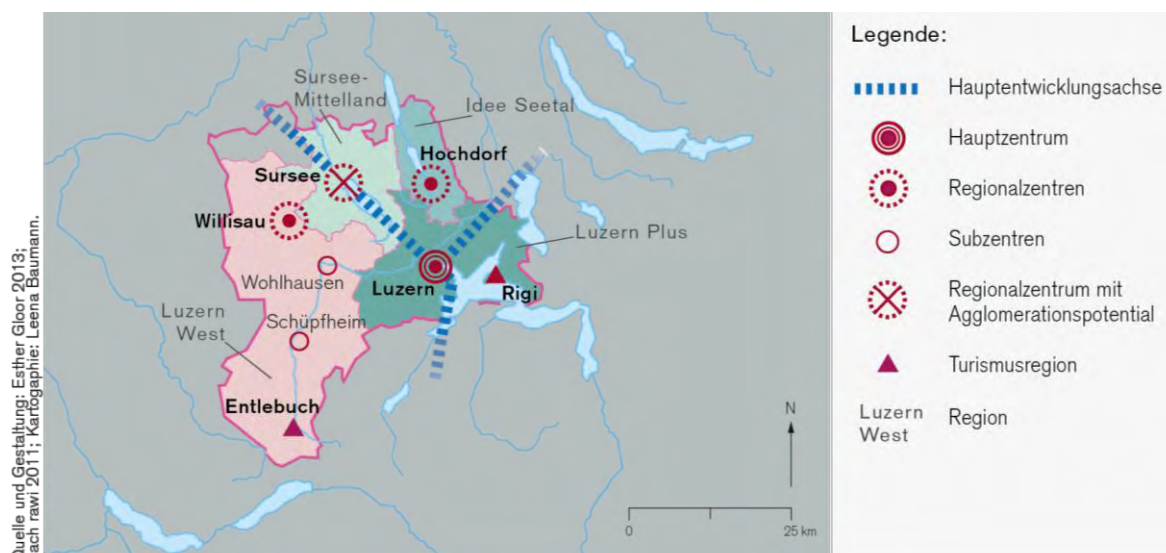 Sursee-
Mittelland
Idee Seetal
Hochdorf
Sursee
Willisau
Luzern Plus
Wohlhausen
Luzern
Rigi
Luzern
West
Schüpfheim
Entlebuch
N
0
25 km
Quelle und Gestaltung: Esther Gloor 2013;
nach rawi 2011; Kartographie: Leena Baumann.
Legende:
Hauptentwicklungsachse
Hauptzentrum
Regionalzentren
Subzentren
Regionalzentrum mit
Agglomerationspotential
Turismusregion
Luzern
West
Region